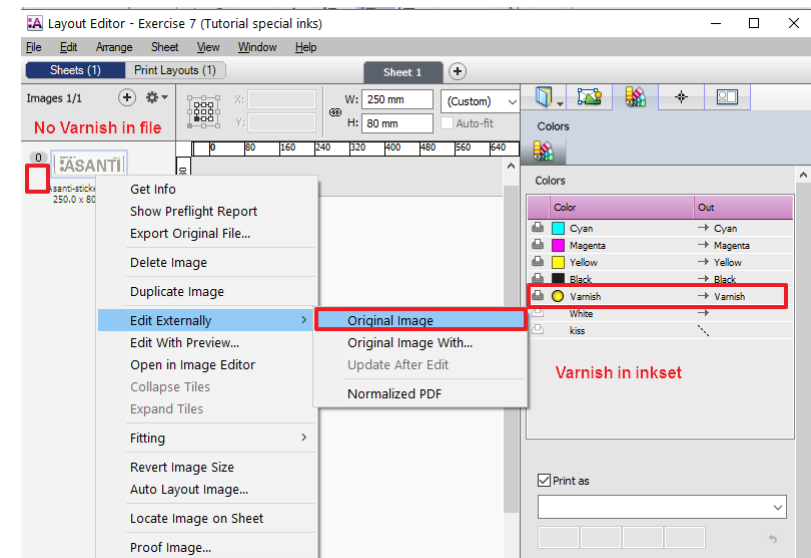 :A Layout Editor - Exercise 7 (Tutorial special inks)
File Edit Arrange Sheet View Window Help
Sheets (1) Print Layouts (1) Sheet 1
Images 1/1 X: W: 250 mm (Custom)
No Varnish in file Y: H: 80 mm Auto-fit
Colors
0 80 160 240 320 400 480 560 640
0 :ASANTI
0
Asanti-sticke
250.0 x 80
Get Info
Show Preflight Report
Export Original File...
Delete Image
Duplicate Image
Edit Externally
Edit With Preview...
Open in Image Editor
Collapse Tiles
Expand Tiles
Fitting
Revert Image Size
Auto Layout Image...
Locate Image on Sheet
Proof Image...
Original Image
Original Image With...
Update After Edit
Normalized PDF
Colors
Color Out
Cyan → Cyan
Magenta → Magenta
Yellow → Yellow
Black → Black
Varnish → Varnish
White →
kiss
Varnish in inkset
Print as